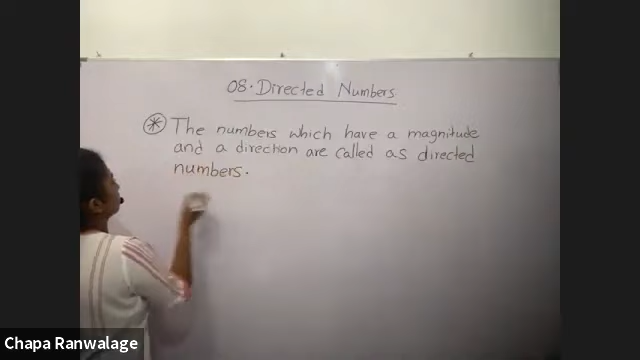 08. Directed Numbers
* The numbers which have a magnitude
and a direction are called as directed
numbers.
Chapa Ranwalage